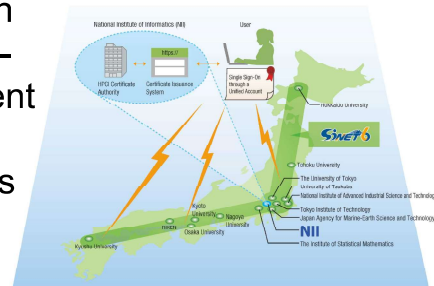 n
ent
s
National Institute of Informatics (NII)
User
https://
HPCI Certificate
Authority
Certificate Issuance
System
Single Sign-On
through a
Unified Account
Hokkaido University
SINET6
Tohoku University
The University of Tokyo
University of Tsukuba
National Institute of Advanced Industrial Science and Technology
Tokyo Institute of Technology
Japan Agency for Marine-Earth Science and Technology
NII
The Institute of Statistical Mathematics
Kyoto
University
Nagoya
University
Osaka University
RIKEN
Kyushu University